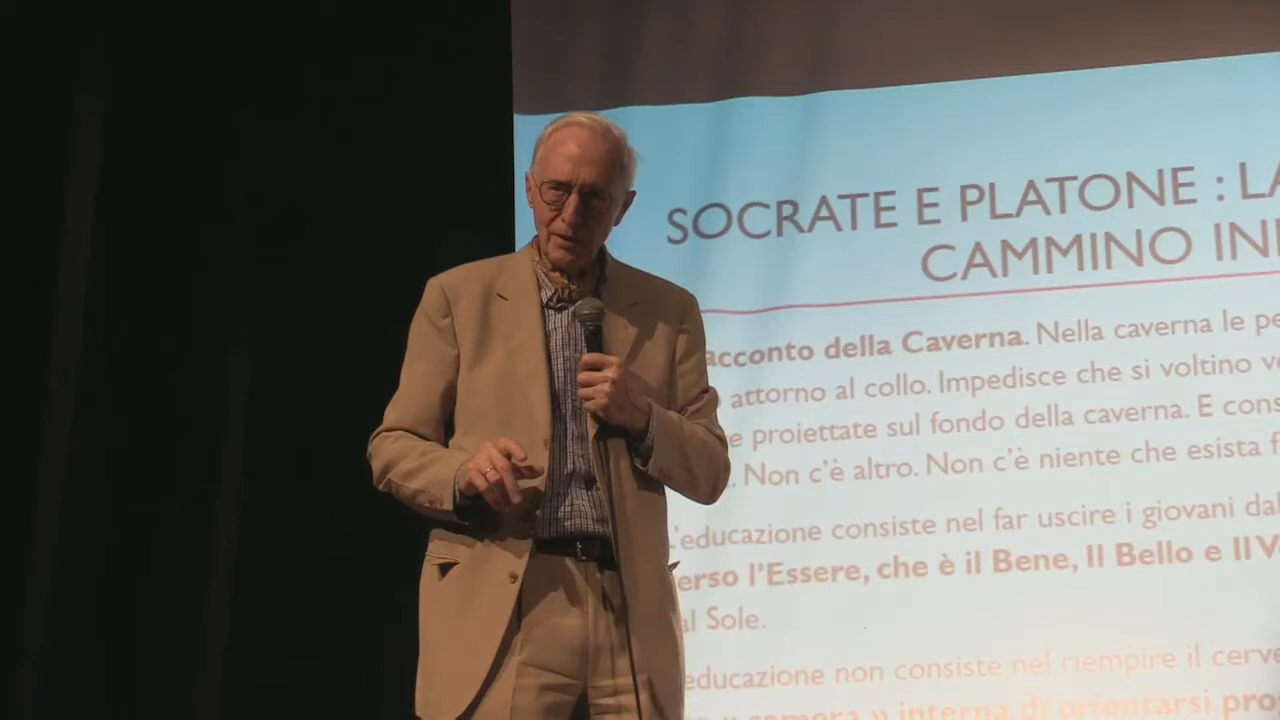 SOCRATE E PLATONE : LA
CAMMINO INI
acconto della Caverna. Nella caverna le pe
attorno al collo. Impedisce che si voltino ve
e proiettate sul fondo della caverna. E cons
. Non c'è altro. Non c'è niente che esista f
'educazione consiste nel far uscire i giovani dal
erso l'Essere, che è il Bene, Il Bello e Il V
al Sole.
educazione non consiste nel riempire il cerve
« camera » interna di orientarsi pro